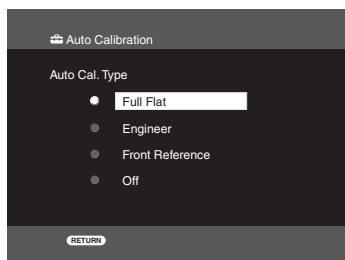 Auto Calibration
Auto Cal. Type
Full Flat
Engineer
Front Reference
Off
RETURN